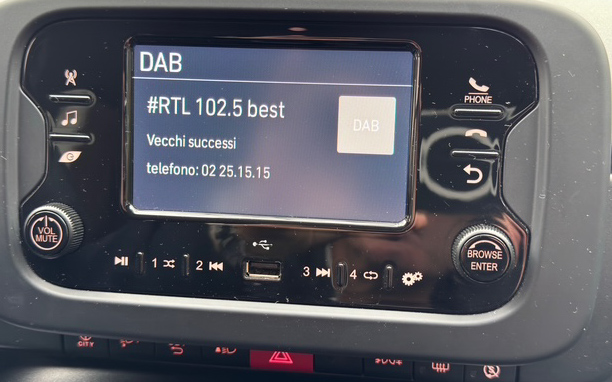 DAB
#RTL 102.5 best
DAB
Vecchi successi
telefono: 02 25.15.15
PHONE
VOL
MUTE
BROWSE
ENTER
1
2
3
4
CITY